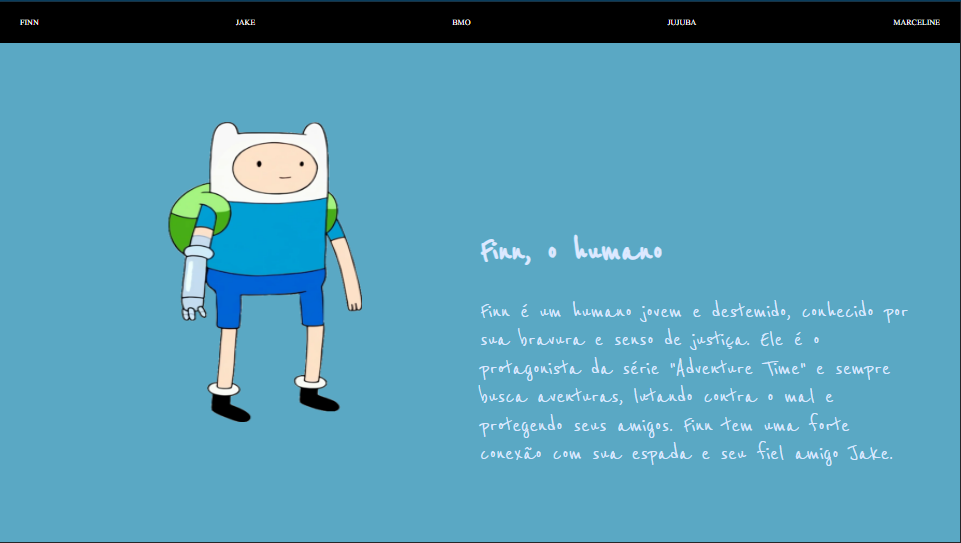 FINN JAKE BMO JUJUBA MARCELINE
Finn, o humano
Finn é um humano jovem e destemido, conhecido por
sua bravura e senso de justiça. Ele é o
protagonista da série "Adventure Time" e sempre
busca aventuras, lutando contra o mal e
protegendo seus amigos. Finn tem uma forte
conexão com sua espada e seu fiel amigo Jake.